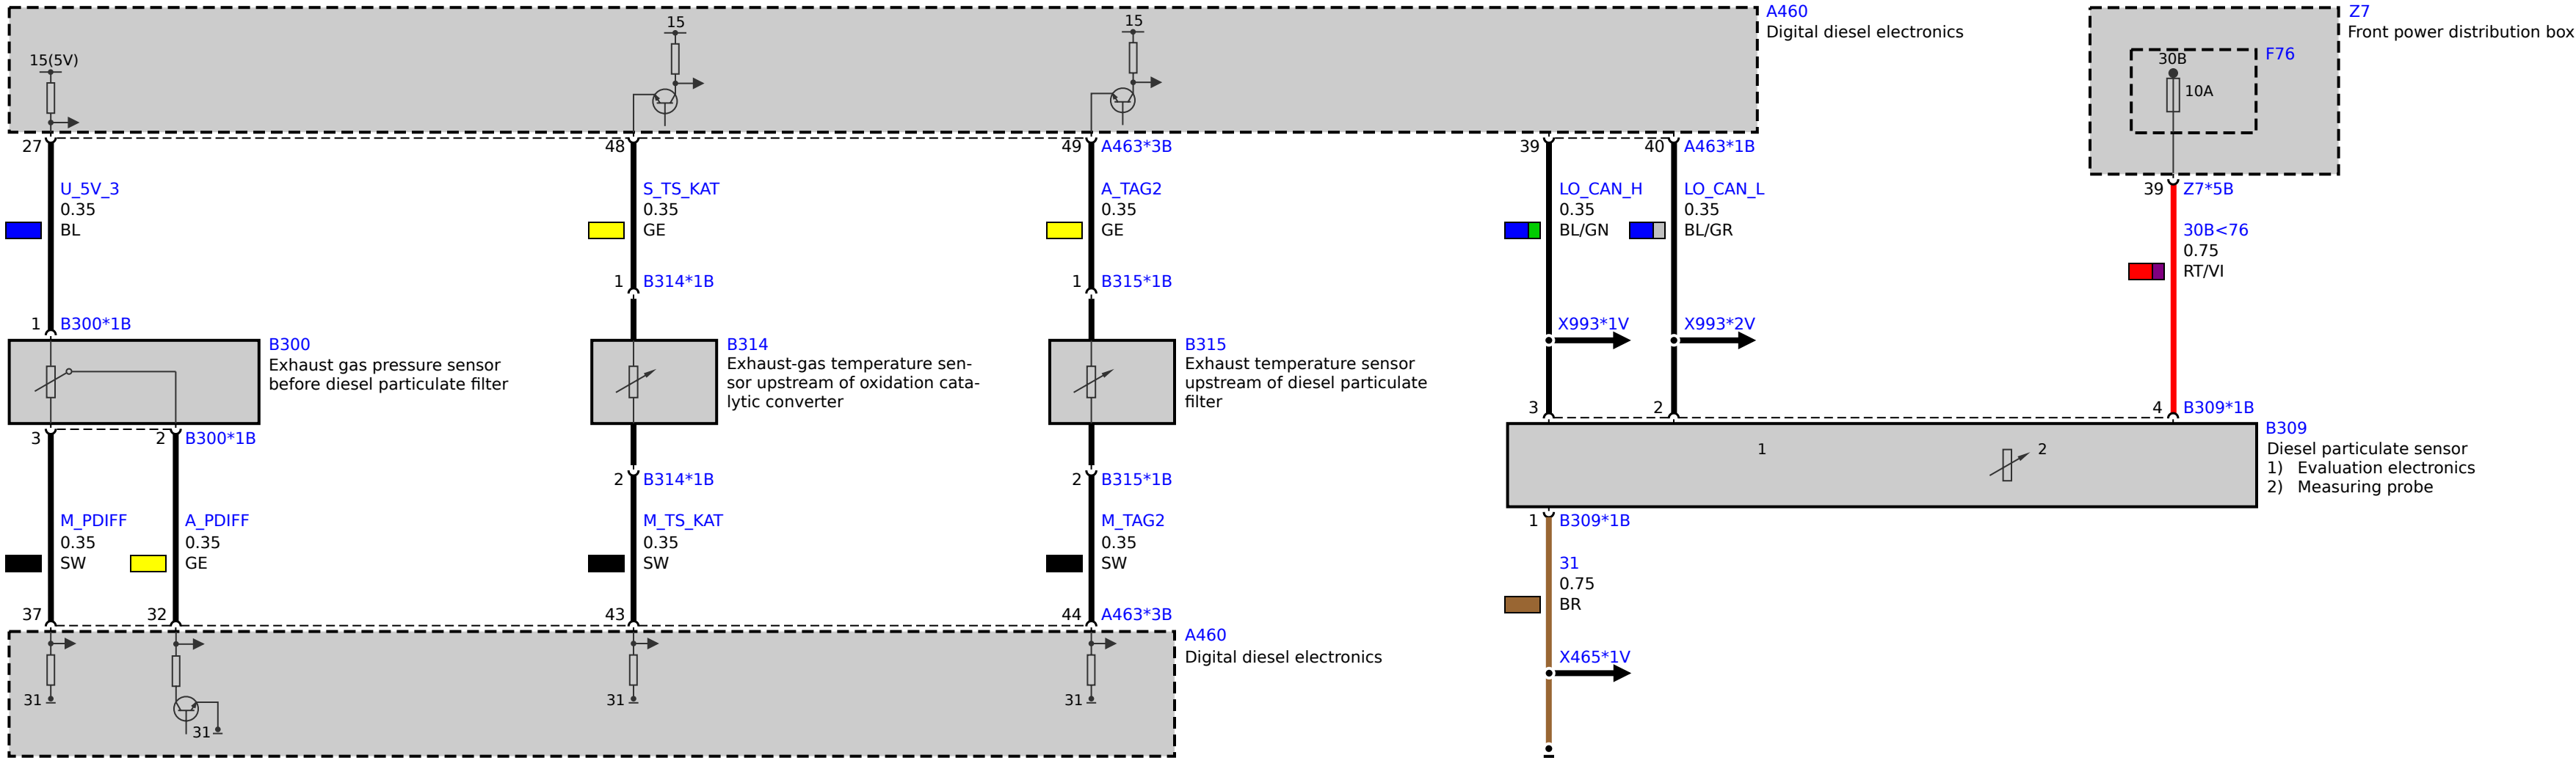 A460
Digital diesel electronics
Z7
Front power distribution box
15
15
15(5V)
F76
30B
10A
27
48
49
A463*3B
39
40
A463*1B
39
Z7*5B
U_5V_3
0.35
BL
S_TS_KAT
0.35
GE
A_TAG2
0.35
GE
LO_CAN_H
0.35
BL/GN
LO_CAN_L
0.35
BL/GR
30B<76
0.75
RT/VI
1
B314*1B
1
B315*1B
1
B300*1B
X993*1V
X993*2V
B300
Exhaust gas pressure sensor
before diesel particulate filter
B314
Exhaust-gas temperature sen-
sor upstream of oxidation cata-
lytic converter
B315
Exhaust temperature sensor
upstream of diesel particulate
filter
3
2
4
B309*1B
B309
Diesel particulate sensor
1) Evaluation electronics
2) Measuring probe
1
2
3
2
B300*1B
2
B314*1B
2
B315*1B
1
B309*1B
M_PDIFF
0.35
SW
A_PDIFF
0.35
GE
M_TS_KAT
0.35
SW
M_TAG2
0.35
SW
31
0.75
BR
37
32
43
44
A463*3B
A460
Digital diesel electronics
X465*1V
31
31
31
31